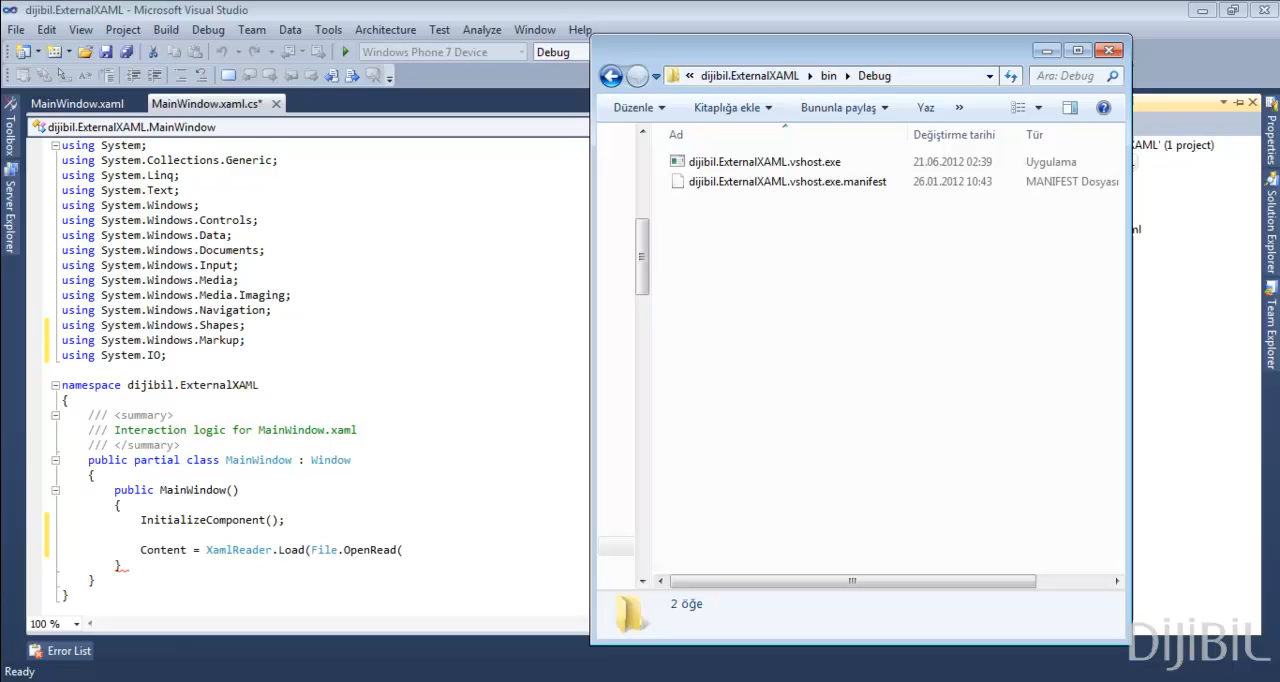 dijibil.ExternalXAML - Microsoft Visual Studio
File Edit View Project Build Debug Team Data Tools Architecture Test Analyze Window Help
Windows Phone 7 Device Debug
MainWindow.xaml MainWindow.xaml.cs*
dijibil.ExternalXAML.MainWindow
using System;
using System.Collections.Generic;
using System.Linq;
using System.Text;
using System.Windows;
using System.Windows.Controls;
using System.Windows.Data;
using System.Windows.Documents;
using System.Windows.Input;
using System.Windows.Media;
using System.Windows.Media.Imaging;
using System.Windows.Navigation;
using System.Windows.Shapes;
using System.Windows.Markup;
using System.IO;
namespace dijibil.ExternalXAML
{
/// <summary>
/// Interaction logic for MainWindow.xaml
/// </summary>
public partial class MainWindow : Window
{
public MainWindow()
{
InitializeComponent();
Content = XamlReader.Load(File.OpenRead(
}
}
}
100 %
Error List
Ready
Toolbox
Server Explorer
« dijibil.ExternalXAML bin Debug
Ara: Debug
Düzenle Kitaplığa ekle Bununla paylaş Yaz »
Ad Değiştirme tarihi Tür
dijibil.ExternalXAML.vshost.exe 21.06.2012 02:39 Uygulama
dijibil.ExternalXAML.vshost.exe.manifest 26.01.2012 10:43 MANIFEST Dosyası
2 öğe
XAML' (1 project)
ml
Properties
Solution Explorer
Team Explorer
DijiBiL